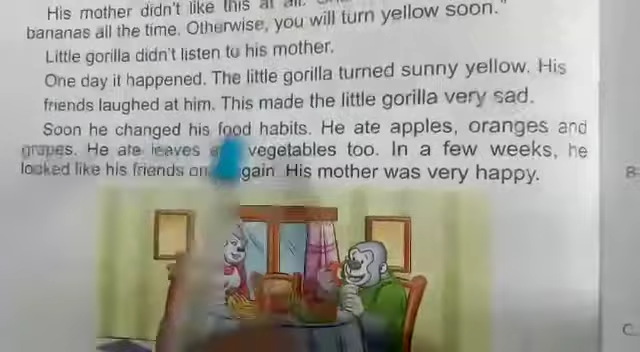 His mother didn't like this at all.
bananas all the time. Otherwise, you will turn yellow soon."
Little gorilla didn't listen to his mother.
One day it happened. The little gorilla turned sunny yellow. His
friends laughed at him. This made the little gorilla very sad.
Soon he changed his food habits. He ate apples, oranges and
grapes. He ate leaves vegetables too. In a few weeks, he
looked like his friends gain. His mother was very happy.
B
C